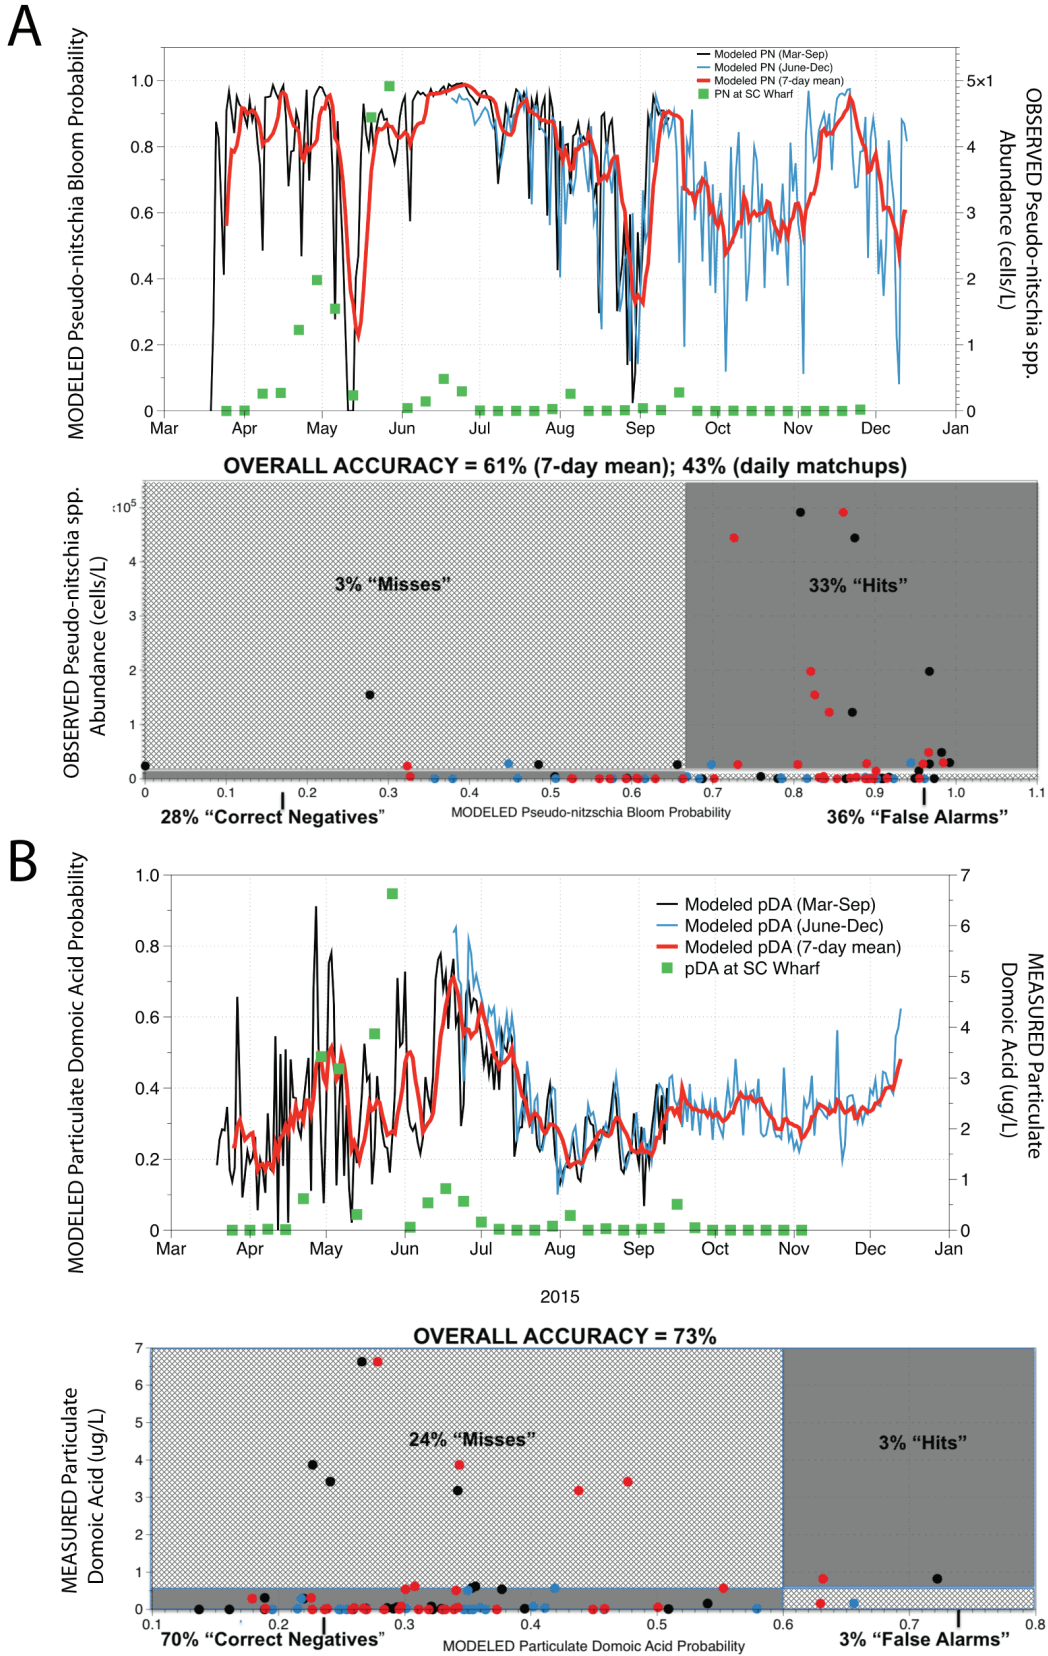 A
MODELED Pseudo-nitschia Bloom Probability
1.0
0.8
0.6
0.4
0.2
0
Modeled PN (Mar-Sep)
Modeled PN (June-Dec)
Modeled PN (7-day mean)
PN at SC Wharf
5×1
4
3
2
1
0
OBSERVED Pseudo-nitschia spp.
Abundance (cells/L)
Mar Apr May Jun Jul Aug Sep Oct Nov Dec Jan
OVERALL ACCURACY = 61% (7-day mean); 43% (daily matchups)
OBSERVED Pseudo-nitschia spp.
Abundance (cells/L)
:10⁵
4
3
2
1
0
3% “Misses”
33% “Hits”
0 0.1 0.2 0.3 0.4 0.5 0.6 0.7 0.8 0.9 1.0 1.1
28% “Correct Negatives”
MODELED Pseudo-nitzschia Bloom Probability
36% “False Alarms”
B
MODELED Particulate Domoic Acid Probability
1.0
0.8
0.6
0.4
0.2
0
Modeled pDA (Mar-Sep)
Modeled pDA (June-Dec)
Modeled pDA (7-day mean)
pDA at SC Wharf
7
6
5
4
3
2
1
0
MEASURED Particulate
Domoic Acid (ug/L)
Mar Apr May Jun Jul Aug Sep Oct Nov Dec Jan
2015
OVERALL ACCURACY = 73%
MEASURED Particulate
Domoic Acid (ug/L)
7
6
5
4
3
2
1
0
24% “Misses”
3% “Hits”
0.1 0.2 0.3 0.4 0.5 0.6 0.7 0.8
70% “Correct Negatives”
MODELED Particulate Domoic Acid Probability
3% “False Alarms”